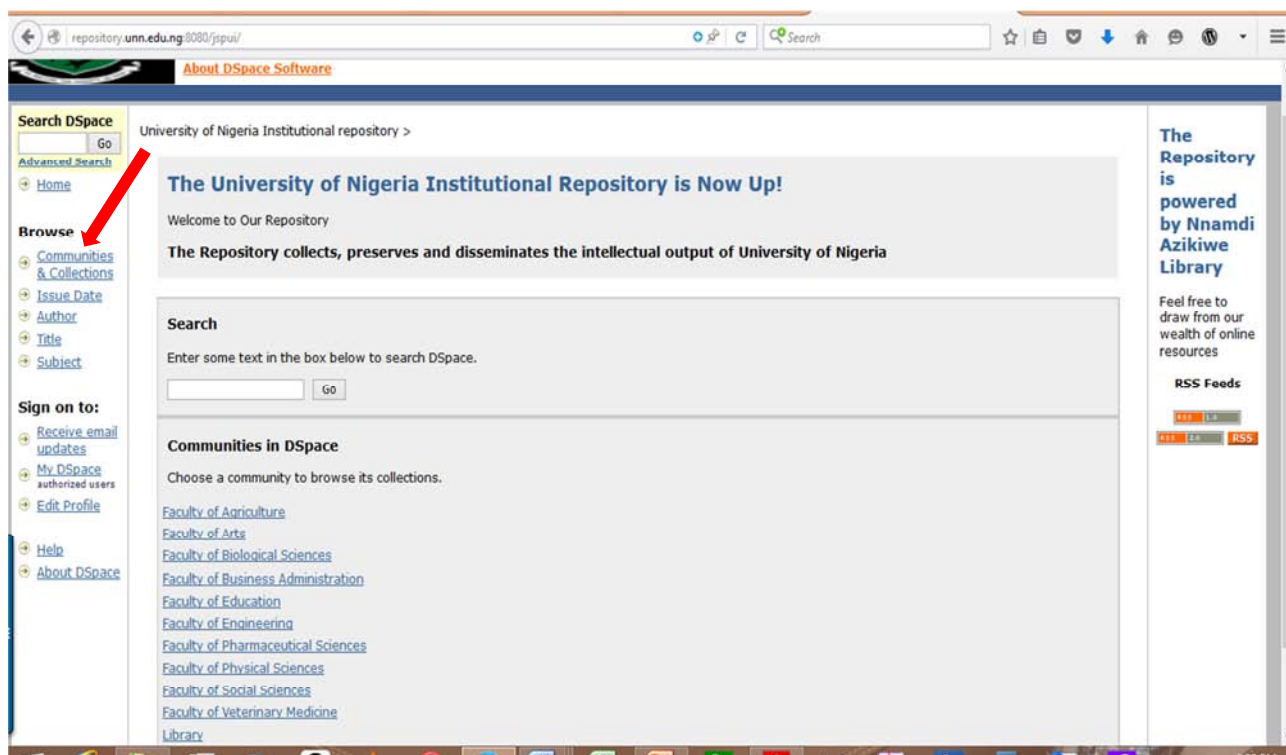 repository.unn.edu.ng:8080/jspui/
Search
About DSpace Software
Search DSpace
Go
Advanced Search
Home
Browse
Communities
& Collections
Issue Date
Author
Title
Subject
Sign on to:
Receive email
updates
My DSpace
authorized users
Edit Profile
Help
About DSpace
University of Nigeria Institutional repository >
The University of Nigeria Institutional Repository is Now Up!
Welcome to Our Repository
The Repository collects, preserves and disseminates the intellectual output of University of Nigeria
Search
Enter some text in the box below to search DSpace.
Go
Communities in DSpace
Choose a community to browse its collections.
Faculty of Agriculture
Faculty of Arts
Faculty of Biological Sciences
Faculty of Business Administration
Faculty of Education
Faculty of Engineering
Faculty of Pharmaceutical Sciences
Faculty of Physical Sciences
Faculty of Social Sciences
Faculty of Veterinary Medicine
Library
The
Repository
is
powered
by Nnamdi
Azikiwe
Library
Feel free to
draw from our
wealth of online
resources
RSS Feeds
RSS 1.0
RSS 2.0 RSS